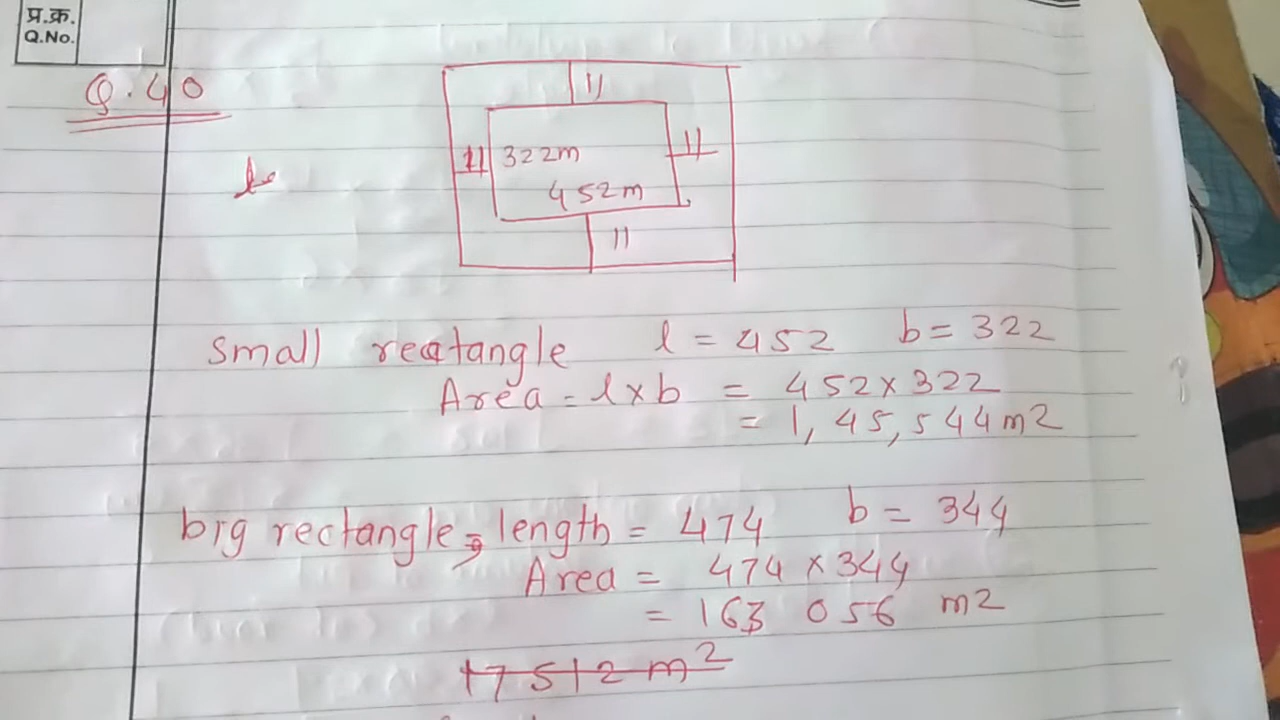 प्र.क्र.
Q.No.
Q.40
11
11 322m 11
452m
11
small rectangle l = 452 b = 322
Area = l x b = 452 x 322
= 1,45,544 m2
big rectangle, length = 474 b = 344
Area = 474 x 344
= 163 056 m2
17512 m²